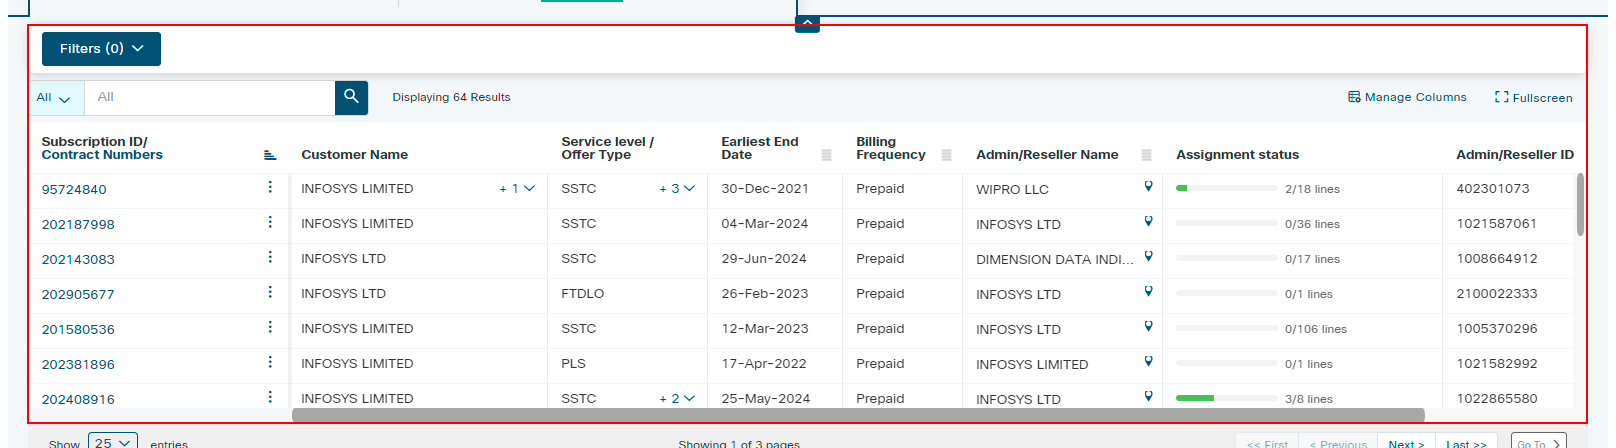 Filters (0)
All All Displaying 64 Results Manage Columns Fullscreen
Subscription ID/ Service level / Earliest End Billing
Contract Numbers Customer Name Offer Type Date Frequency Admin/Reseller Name Assignment status Admin/Reseller ID
95724840 INFOSYS LIMITED + 1 SSTC + 3 30-Dec-2021 Prepaid WIPRO LLC 2/18 lines 402301073
202187998 INFOSYS LIMITED SSTC 04-Mar-2024 Prepaid INFOSYS LTD 0/36 lines 1021587061
202143083 INFOSYS LTD SSTC 29-Jun-2024 Prepaid DIMENSION DATA INDI... 0/17 lines 1008664912
202905677 INFOSYS LTD FTDLO 26-Feb-2023 Prepaid INFOSYS LTD 0/1 lines 2100022333
201580536 INFOSYS LIMITED SSTC 12-Mar-2023 Prepaid INFOSYS LTD 0/106 lines 1005370296
202381896 INFOSYS LIMITED PLS 17-Apr-2022 Prepaid INFOSYS LIMITED 0/1 lines 1021582992
202408916 INFOSYS LIMITED SSTC + 2 25-May-2024 Prepaid INFOSYS LTD 3/8 lines 1022865580
Show 25 entries Showing 1 of 3 pages << First < Previous Next > Last >> Go To